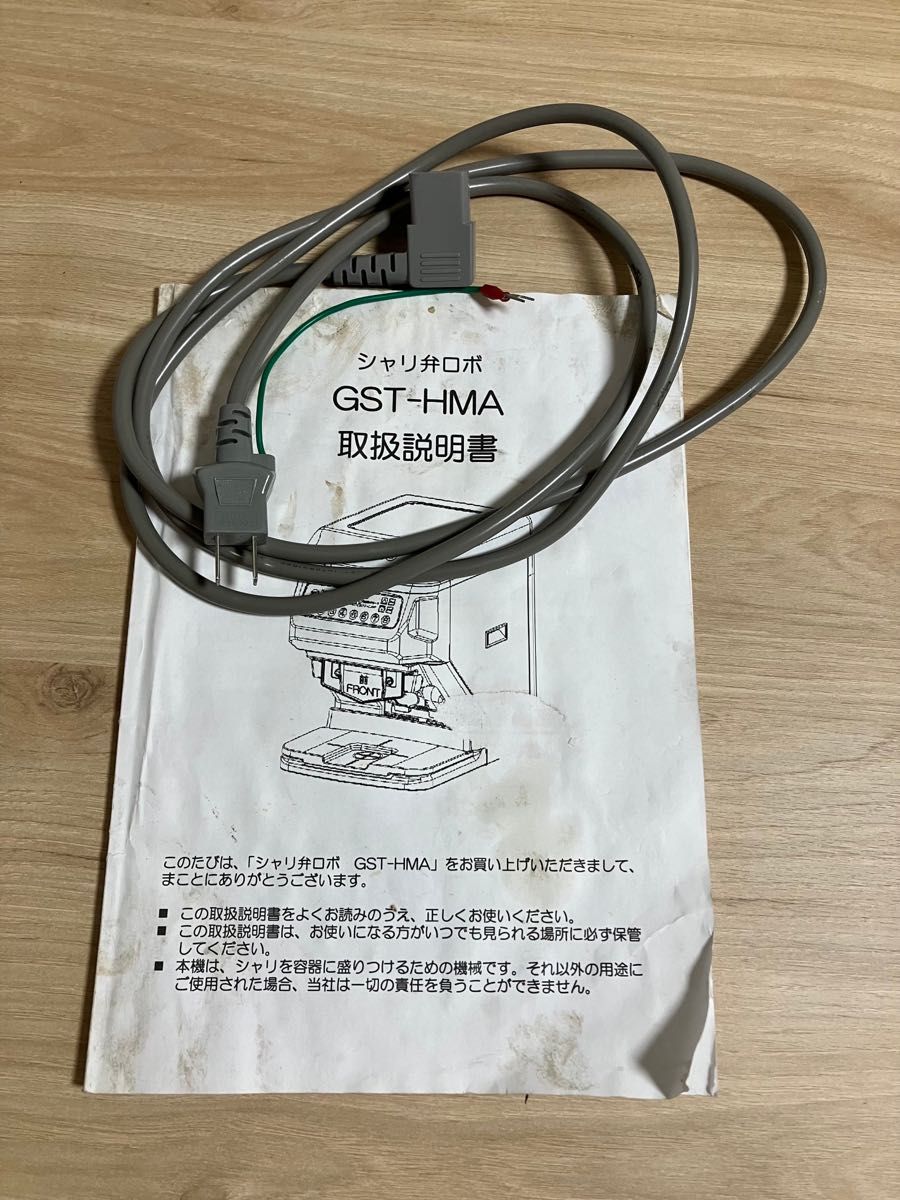 シャリ弁ロボ
GST-HMA
取扱説明書
前
FRONT
このたびは、「シャリ弁ロボ　GST-HMA」をお買い上げいただきまして、
まことにありがとうございます。
■ この取扱説明書をよくお読みのうえ、正しくお使いください。
■ この取扱説明書は、お使いになる方がいつでも見られる場所に必ず保管
してください。
■ 本機は、シャリを容器に盛りつけるための機械です。それ以外の用途に
ご使用された場合、当社は一切の責任を負うことができません。